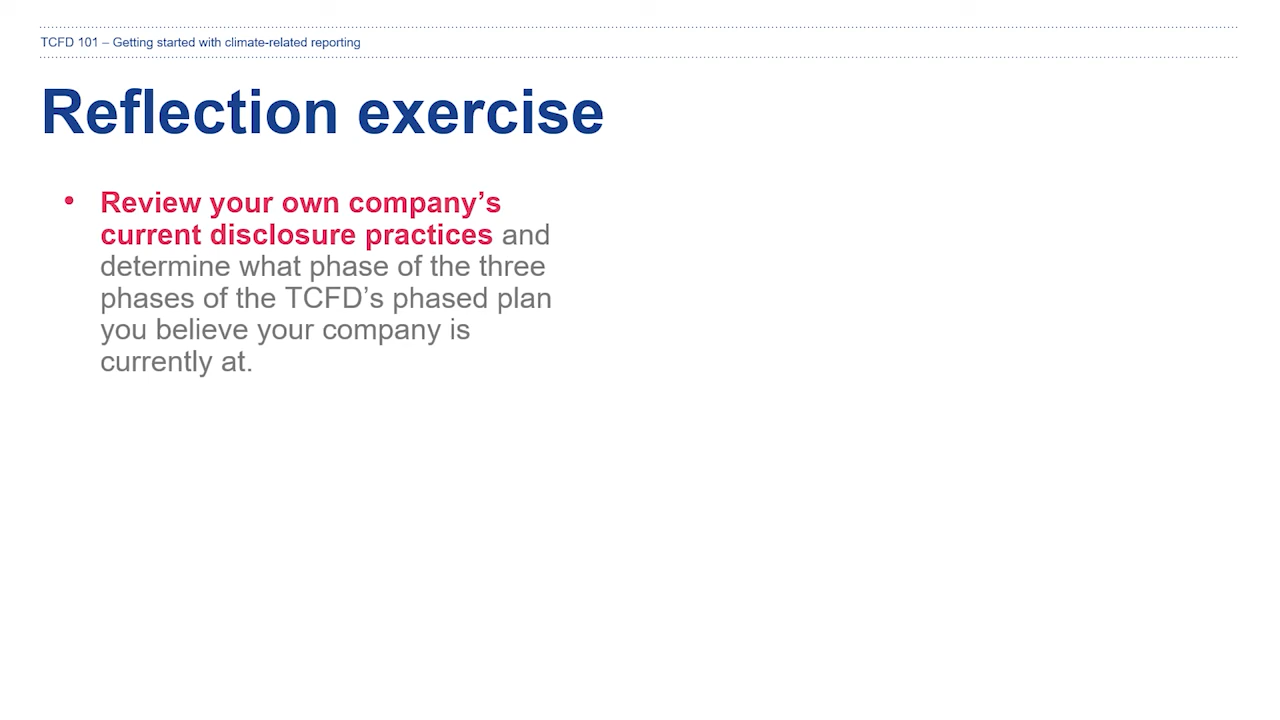 TCFD 101 – Getting started with climate-related reporting
Reflection exercise
• Review your own company’s
current disclosure practices and
determine what phase of the three
phases of the TCFD’s phased plan
you believe your company is
currently at.